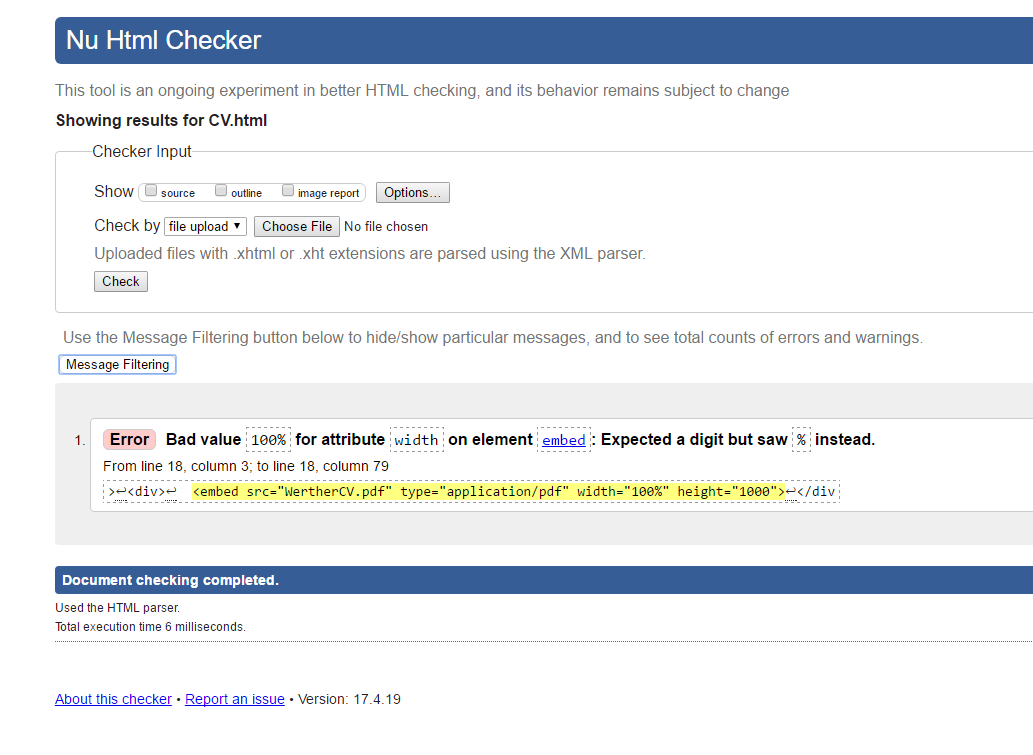 Nu Html Checker
This tool is an ongoing experiment in better HTML checking, and its behavior remains subject to change
Showing results for CV.html
Checker Input
Show source outline image report Options...
Check by file upload ▼ Choose File No file chosen
Uploaded files with .xhtml or .xht extensions are parsed using the XML parser.
Check
Use the Message Filtering button below to hide/show particular messages, and to see total counts of errors and warnings.
Message Filtering
1. Error Bad value 100% for attribute width on element embed: Expected a digit but saw % instead.
From line 18, column 3; to line 18, column 79
>↩<div>↩ <embed src="WertherCV.pdf" type="application/pdf" width="100%" height="1000">↩</div
Document checking completed.
Used the HTML parser.
Total execution time 6 milliseconds.
About this checker • Report an issue • Version: 17.4.19